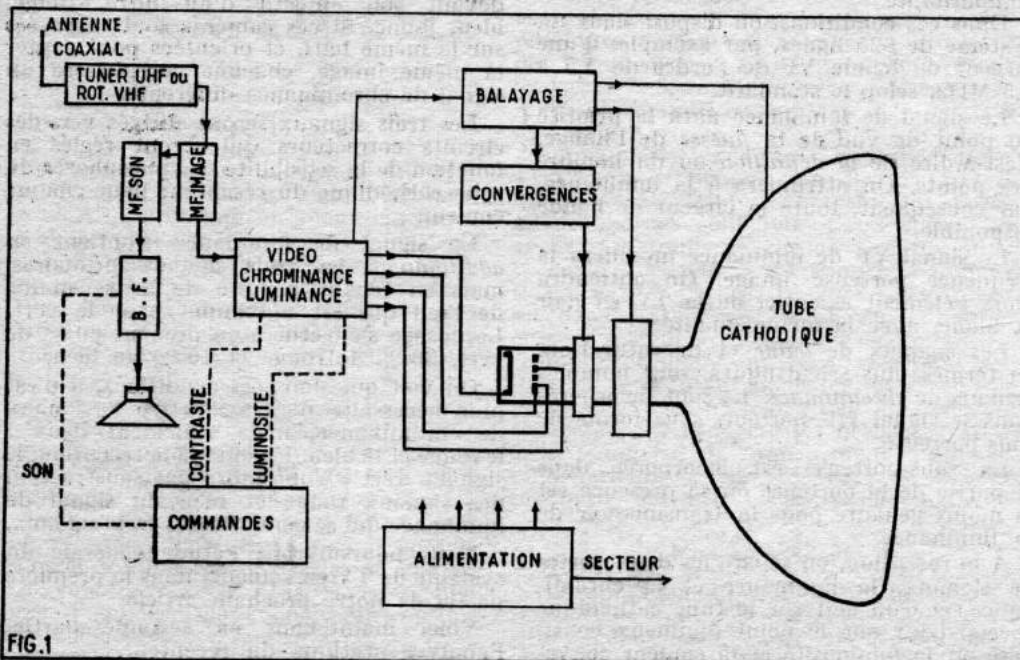 ANTENNE
COAXIAL
TUNER UHF ou
ROT. VHF
BALAYAGE
MF. SON
MF. IMAGE
CONVERGENCES
VIDEO
CHROMINANCE
LUMINANCE
B. F.
TUBE
CATHODIQUE
CONTRASTE
LUMINOSITE
SON
COMMANDES
ALIMENTATION
SECTEUR
FIG.1